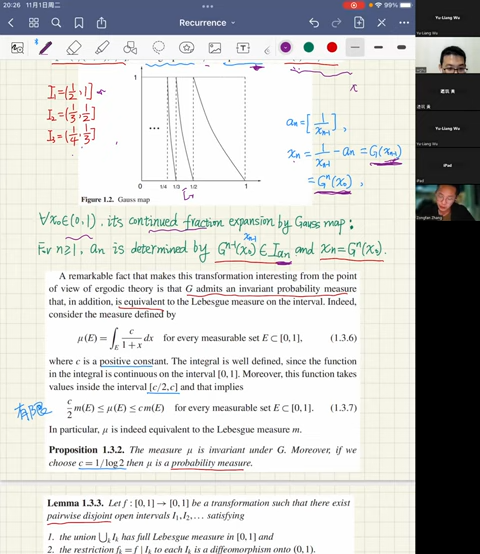 20:26 11月1日周二
99%
Recurrence
I₁=(1/2, 1]
I₂=(1/3, 1/2]
I₃=(1/4, 1/3]
1
...
0
1/4
1/3
1/2
1
Figure 1.2. Gauss map
aₙ=[1/xₙ₋₁],
xₙ = 1/xₙ₋₁ - aₙ = G(xₙ₋₁)
= Gⁿ(x₀),
∀x₀∈(0,1). its continued fraction expansion by Gauss map:
xₙ₋₁
For n≥1, aₙ is determined by Gⁿ⁻¹(x₀) ∈ Iₐₙ and xₙ=Gⁿ(x₀).
A remarkable fact that makes this transformation interesting from the point
of view of ergodic theory is that G admits an invariant probability measure
that, in addition, is equivalent to the Lebesgue measure on the interval. Indeed,
consider the measure defined by
μ(E) = ∫_E c/(1+x) dx for every measurable set E ⊂ [0,1], (1.3.6)
where c is a positive constant. The integral is well defined, since the function
in the integral is continuous on the interval [0,1]. Moreover, this function takes
values inside the interval [c/2,c] and that implies
有限
c/2 m(E) ≤ μ(E) ≤ cm(E) for every measurable set E ⊂ [0,1]. (1.3.7)
In particular, μ is indeed equivalent to the Lebesgue measure m.
Proposition 1.3.2. The measure μ is invariant under G. Moreover, if we
choose c = 1/log2 then μ is a probability measure.
Lemma 1.3.3. Let f : [0,1] → [0,1] be a transformation such that there exist
pairwise disjoint open intervals I₁, I₂, ... satisfying
1. the union ⋃ₖ Iₖ has full Lebesgue measure in [0,1] and
2. the restriction fₖ = f | Iₖ to each Iₖ is a diffeomorphism onto (0,1).
Yu-Liang Wu
Yu-Liang Wu
Yu-Liang Wu
iPad
iPad